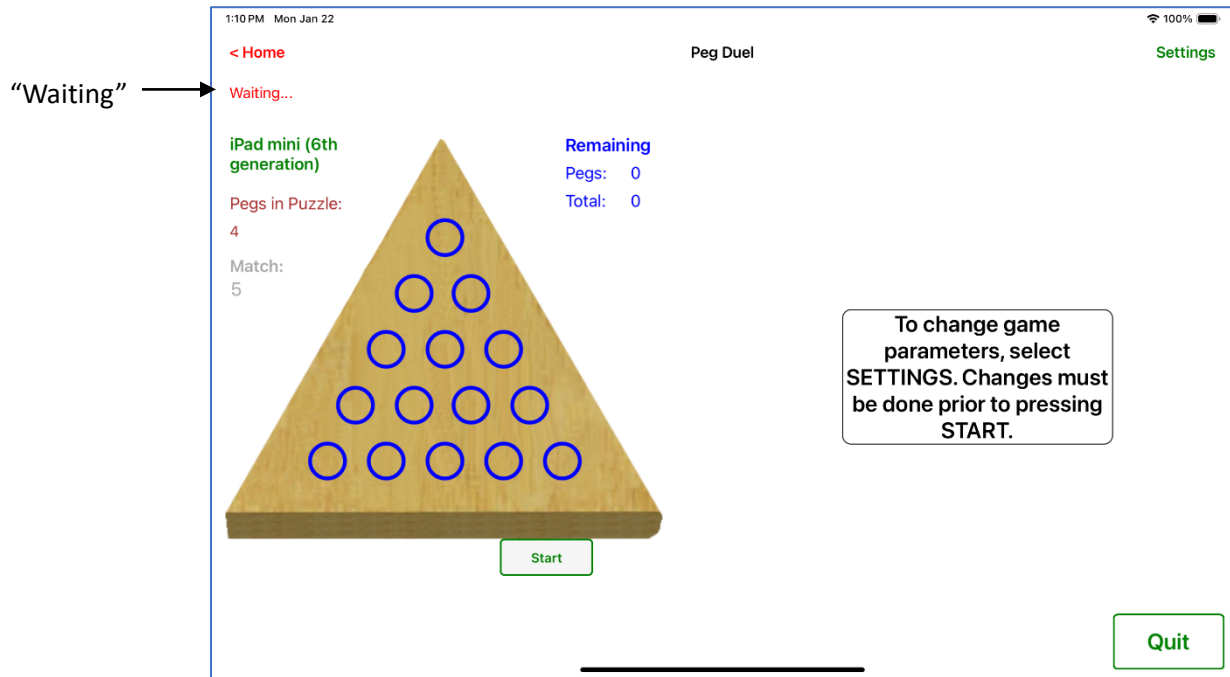 1:10 PM Mon Jan 22
100%
< Home
Peg Duel
Settings
“Waiting”
Waiting...
iPad mini (6th
generation)
Remaining
Pegs: 0
Total: 0
Pegs in Puzzle:
4
Match:
5
To change game
parameters, select
SETTINGS. Changes must
be done prior to pressing
START.
Start
Quit